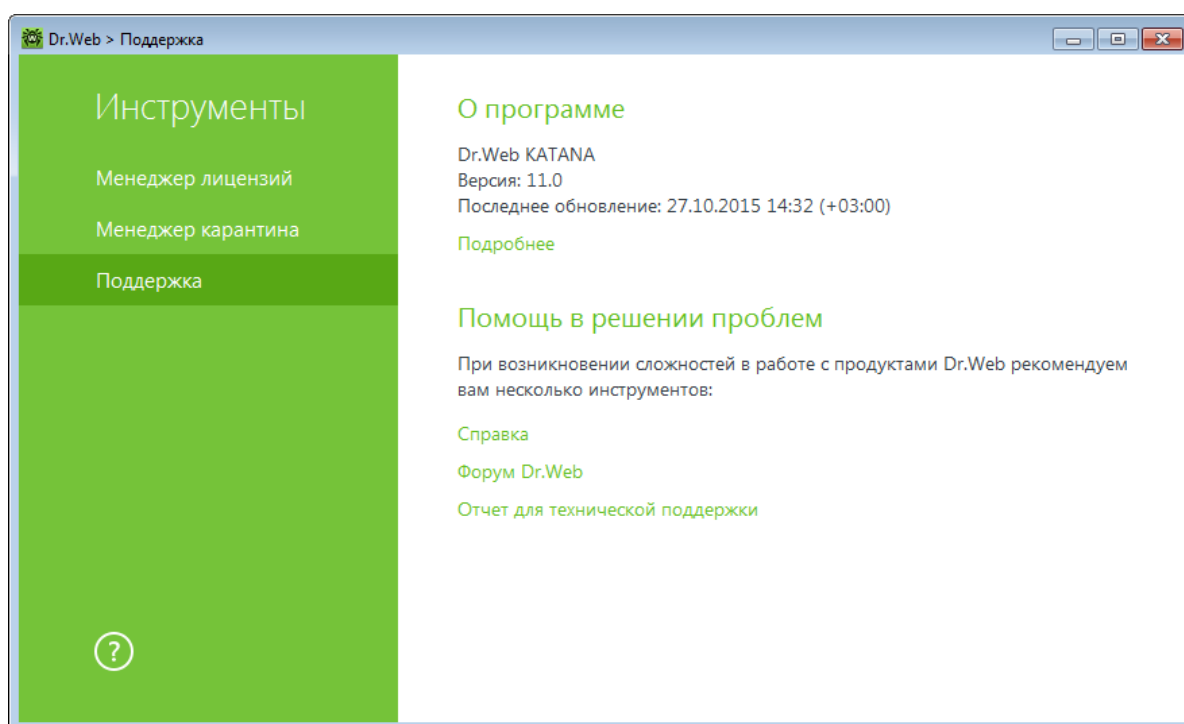 Dr.Web > Поддержка
Инструменты
Менеджер лицензий
Менеджер карантина
Поддержка
?
О программе
Dr.Web KATANA
Версия: 11.0
Последнее обновление: 27.10.2015 14:32 (+03:00)
Подробнее
Помощь в решении проблем
При возникновении сложностей в работе с продуктами Dr.Web рекомендуем
вам несколько инструментов:
Справка
Форум Dr.Web
Отчет для технической поддержки